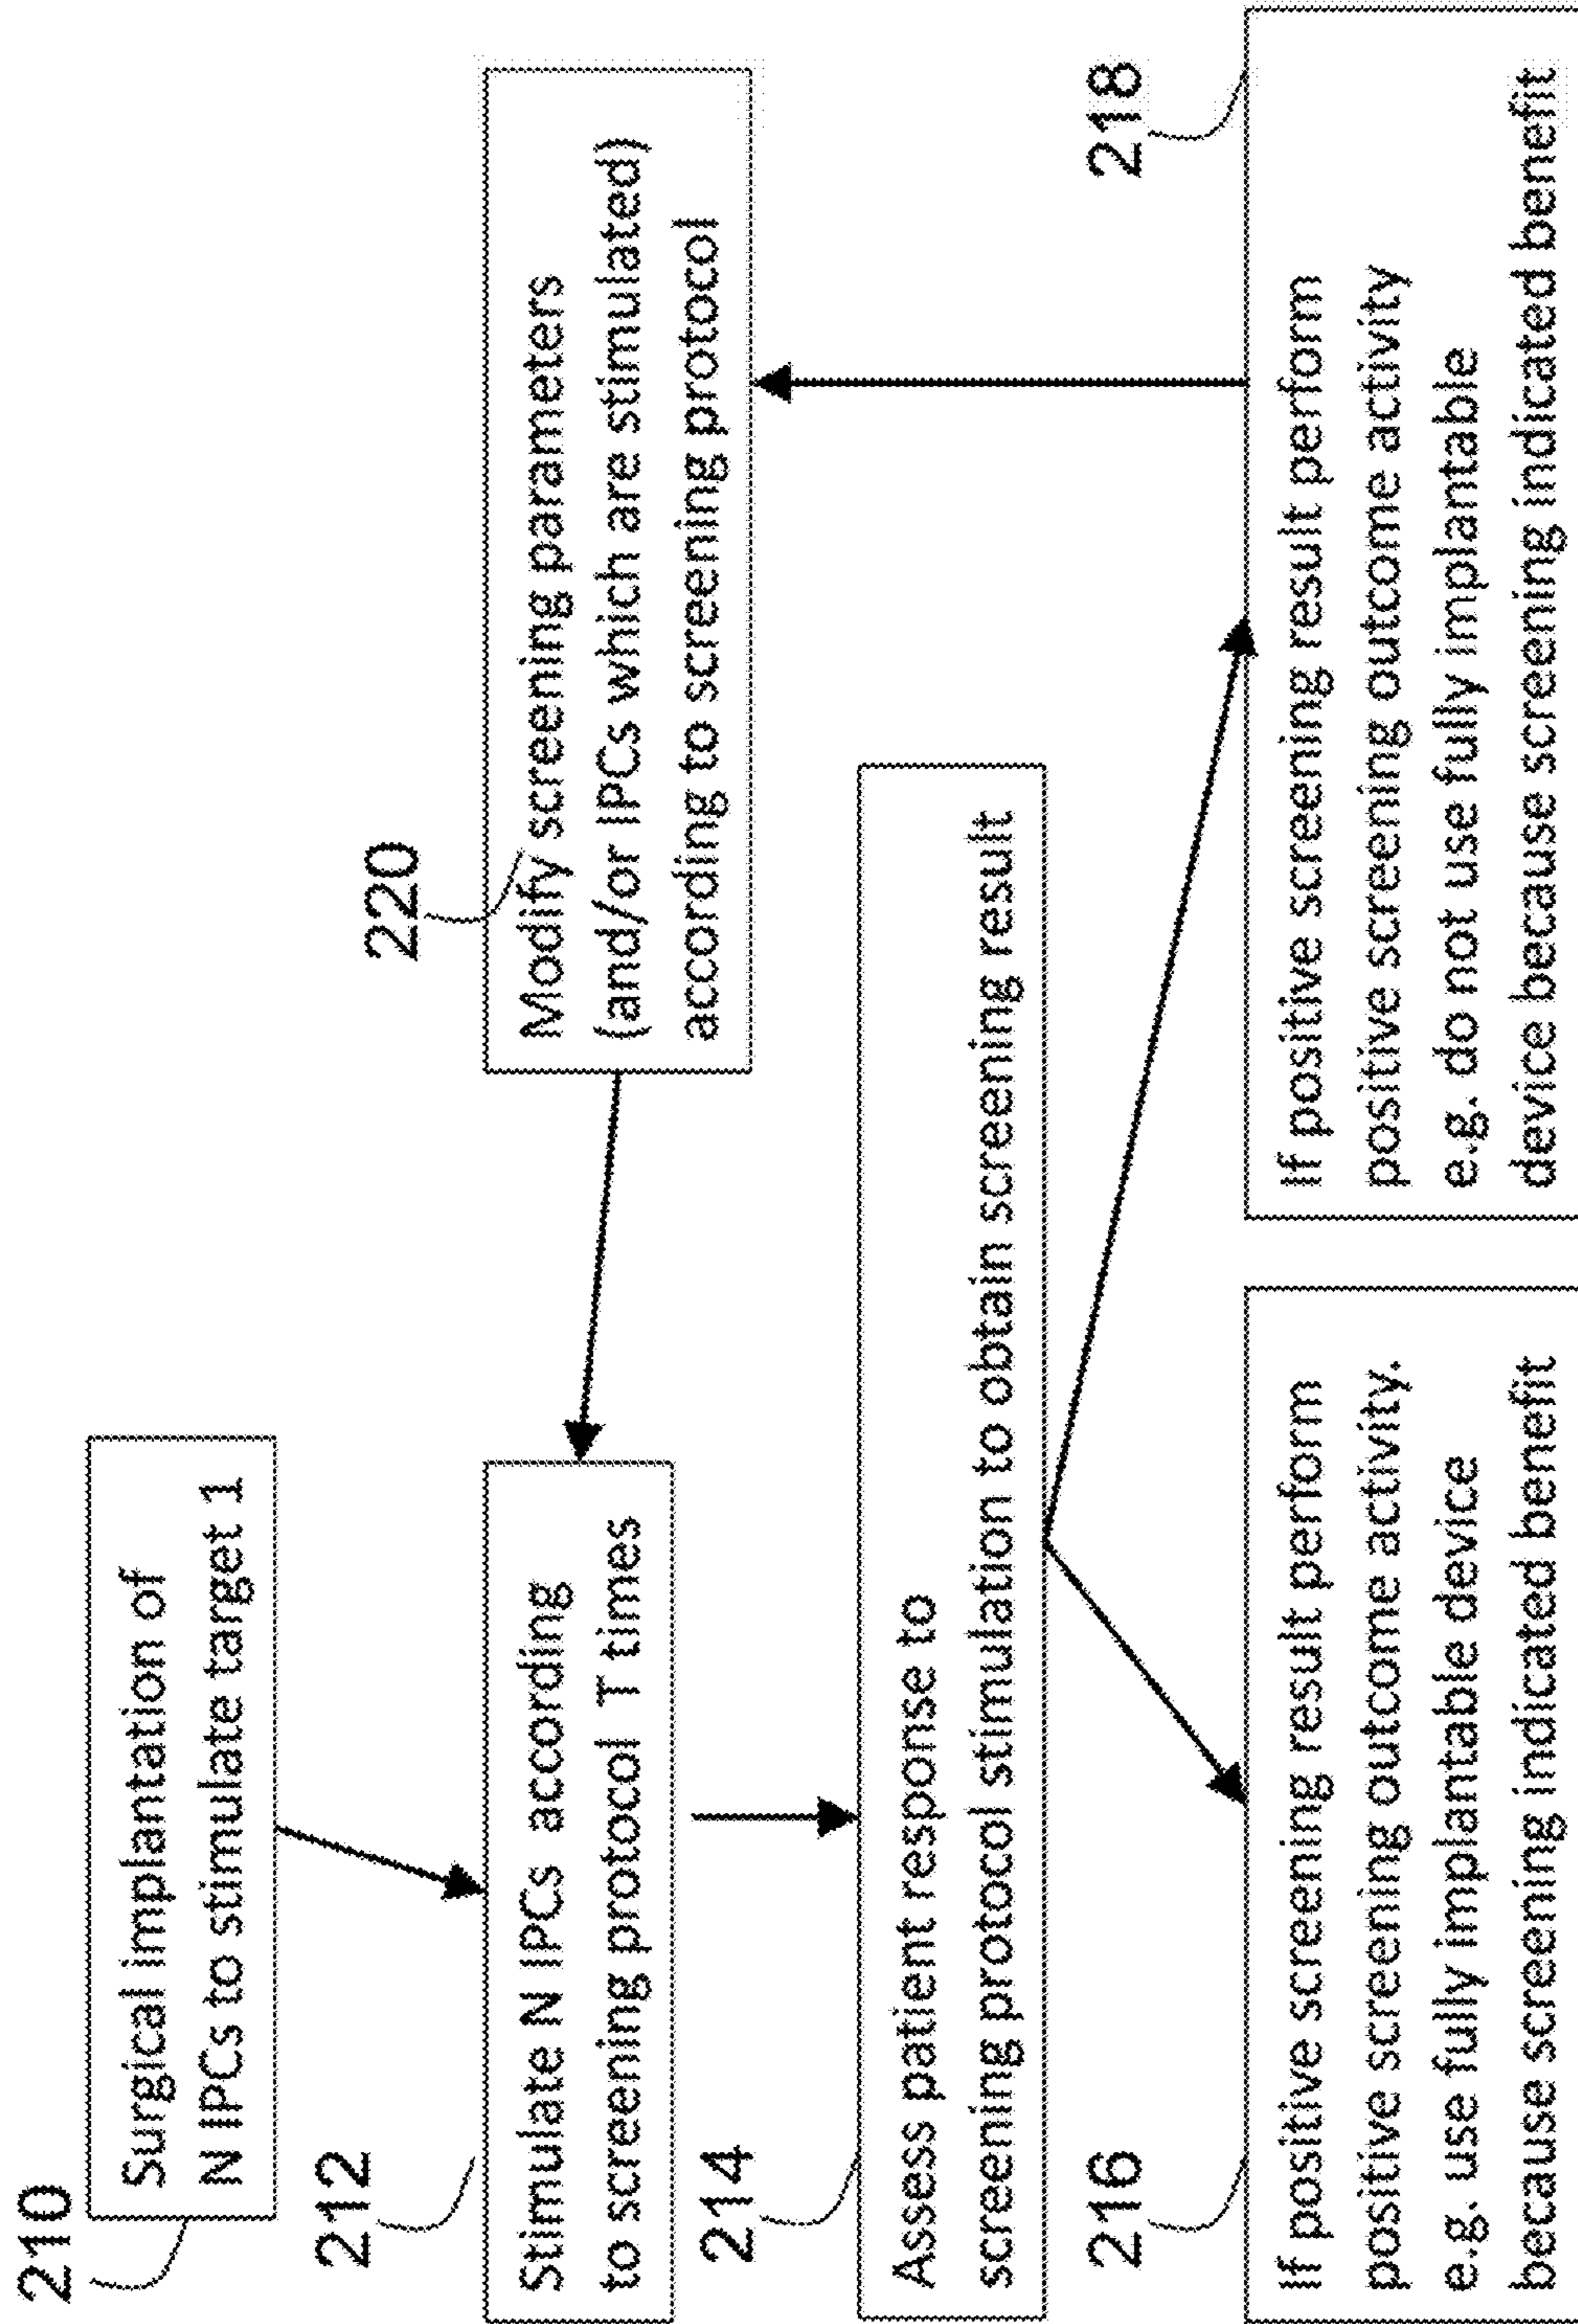 210
Surgical implantation of
N IPCs to stimulate target 1
212
Stimulate N IPCs according
to screening protocol T times
220
Modify screening parameters
(and/or IPCs which are stimulated)
according to screening protocol
214
Assess patient response to
screening protocol stimulation to obtain screening result
216
If positive screening result perform
positive screening outcome activity.
e.g. use fully implantable device
because screening indicated benefit
218
If positive screening result perform
positive screening outcome activity
e.g. do not use fully implantable
device because screening indicated benefit